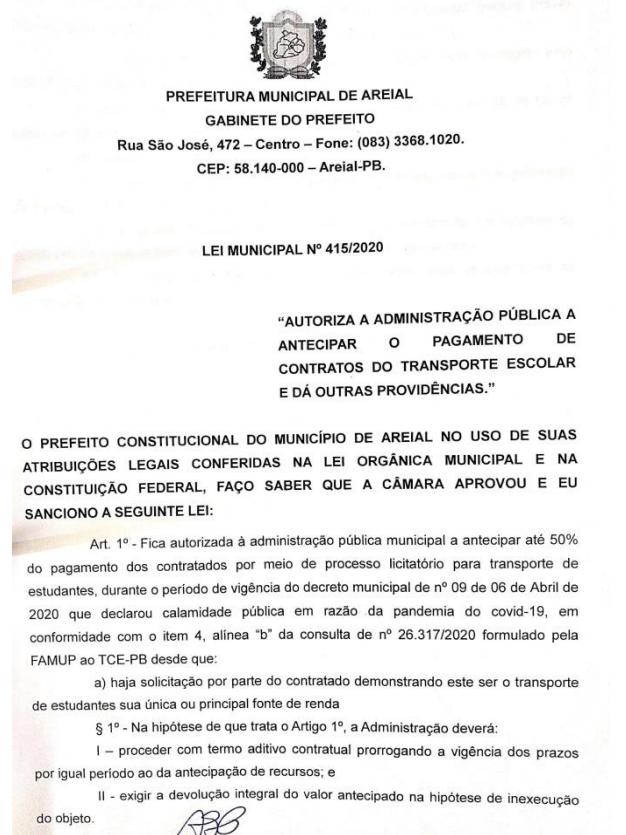 PREFEITURA MUNICIPAL DE AREIAL
GABINETE DO PREFEITO
Rua São José, 472 – Centro – Fone: (083) 3368.1020.
CEP: 58.140-000 – Areial-PB.
LEI MUNICIPAL Nº 415/2020
“AUTORIZA A ADMINISTRAÇÃO PÚBLICA A
ANTECIPAR O PAGAMENTO DE
CONTRATOS DO TRANSPORTE ESCOLAR
E DÁ OUTRAS PROVIDÊNCIAS.”
O PREFEITO CONSTITUCIONAL DO MUNICÍPIO DE AREIAL NO USO DE SUAS
ATRIBUIÇÕES LEGAIS CONFERIDAS NA LEI ORGÂNICA MUNICIPAL E NA
CONSTITUIÇÃO FEDERAL, FAÇO SABER QUE A CÂMARA APROVOU E EU
SANCIONO A SEGUINTE LEI:
Art. 1º - Fica autorizada à administração pública municipal a antecipar até 50%
do pagamento dos contratados por meio de processo licitatório para transporte de
estudantes, durante o período de vigência do decreto municipal de nº 09 de 06 de Abril de
2020 que declarou calamidade pública em razão da pandemia do covid-19, em
conformidade com o item 4, alínea “b” da consulta de nº 26.317/2020 formulado pela
FAMUP ao TCE-PB desde que:
a) haja solicitação por parte do contratado demonstrando este ser o transporte
de estudantes sua única ou principal fonte de renda
§ 1º - Na hipótese de que trata o Artigo 1º, a Administração deverá:
I – proceder com termo aditivo contratual prorrogando a vigência dos prazos
por igual período ao da antecipação de recursos; e
II - exigir a devolução integral do valor antecipado na hipótese de inexecução
do objeto.